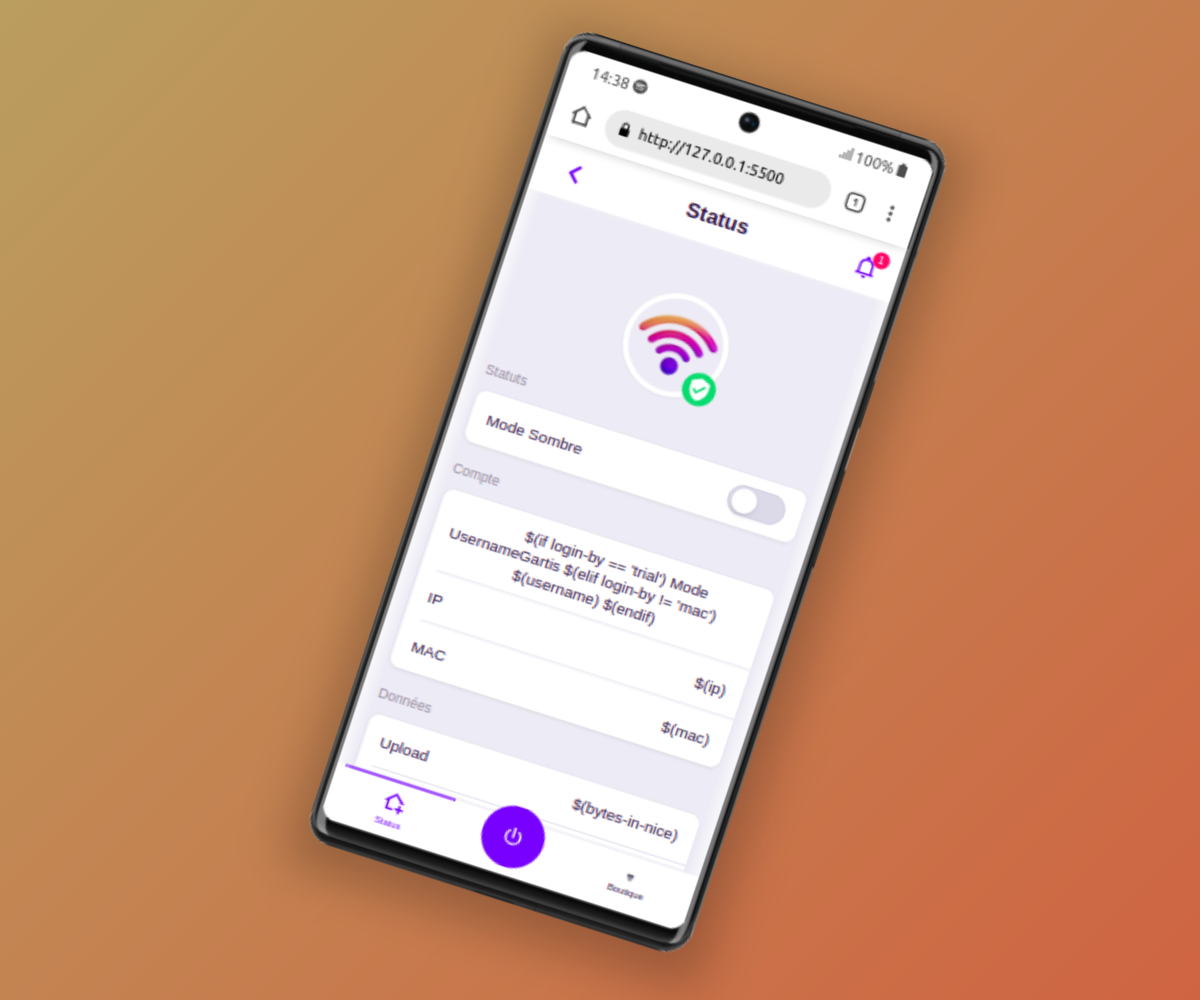 14:38
100%
http://127.0.0.1:5500
1
Status
1
Statuts
Mode Sombre
Compte
$(if login-by == 'trial') Mode
UsernameGartis $(elif login-by != 'mac')
$(username) $(endif)
IP
$(ip)
MAC
$(mac)
Données
Upload
$(bytes-in-nice)
Status
Boutique